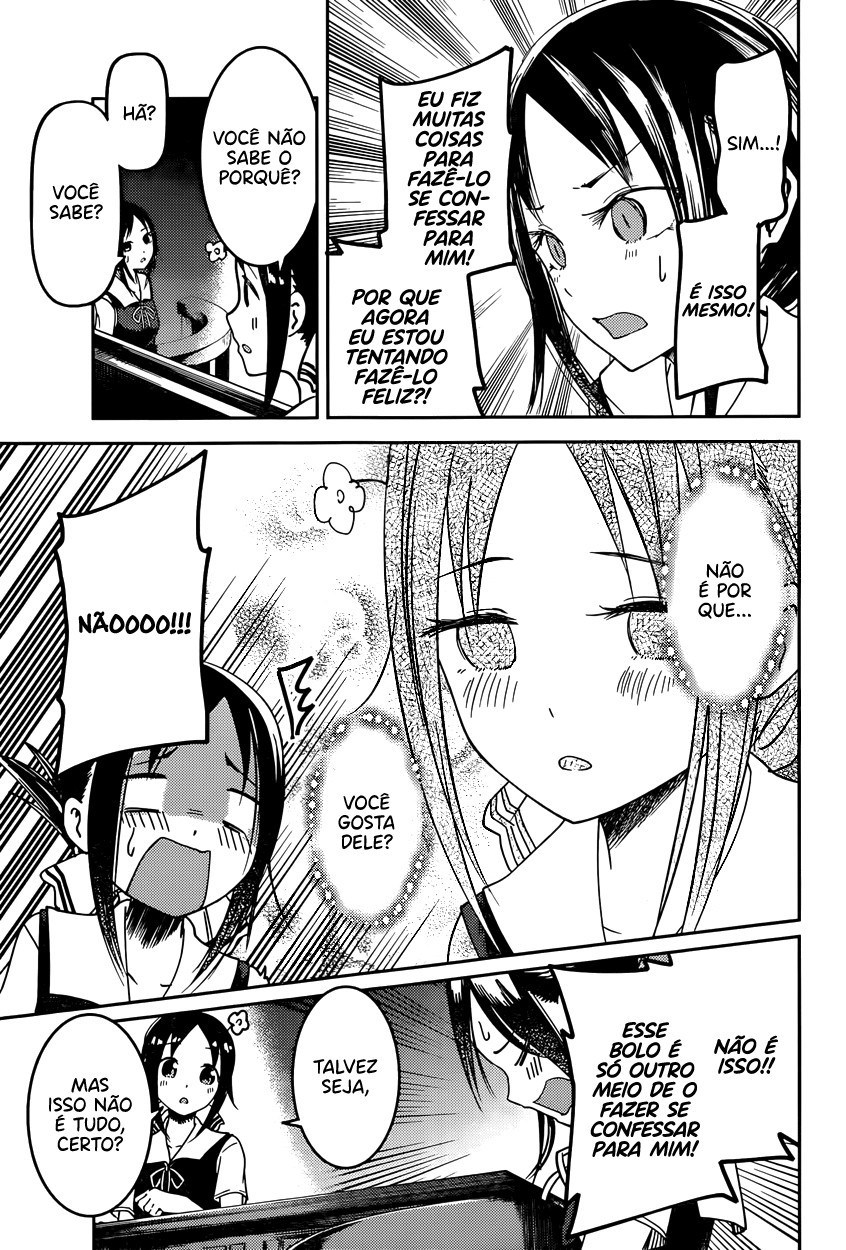 SIM...!
É ISSO
MESMO!
EU FIZ
MUITAS
COISAS
PARA
FAZÊ-LO
SE CON-
FESSAR
PARA
MIM!
POR QUE
AGORA
EU ESTOU
TENTANDO
FAZÊ-LO
FELIZ?!
VOCÊ NÃO
SABE O
PORQUÊ?
HÃ?
VOCÊ
SABE?
NÃO
É POR
QUE...
VOCÊ
GOSTA
DELE?
NÃOOOO!!!
NÃO É
ISSO!!
ESSE
BOLO É
SÓ OUTRO
MEIO DE O
FAZER SE
CONFESSAR
PARA MIM!
TALVEZ
SEJA,
MAS
ISSO NÃO
É TUDO,
CERTO?